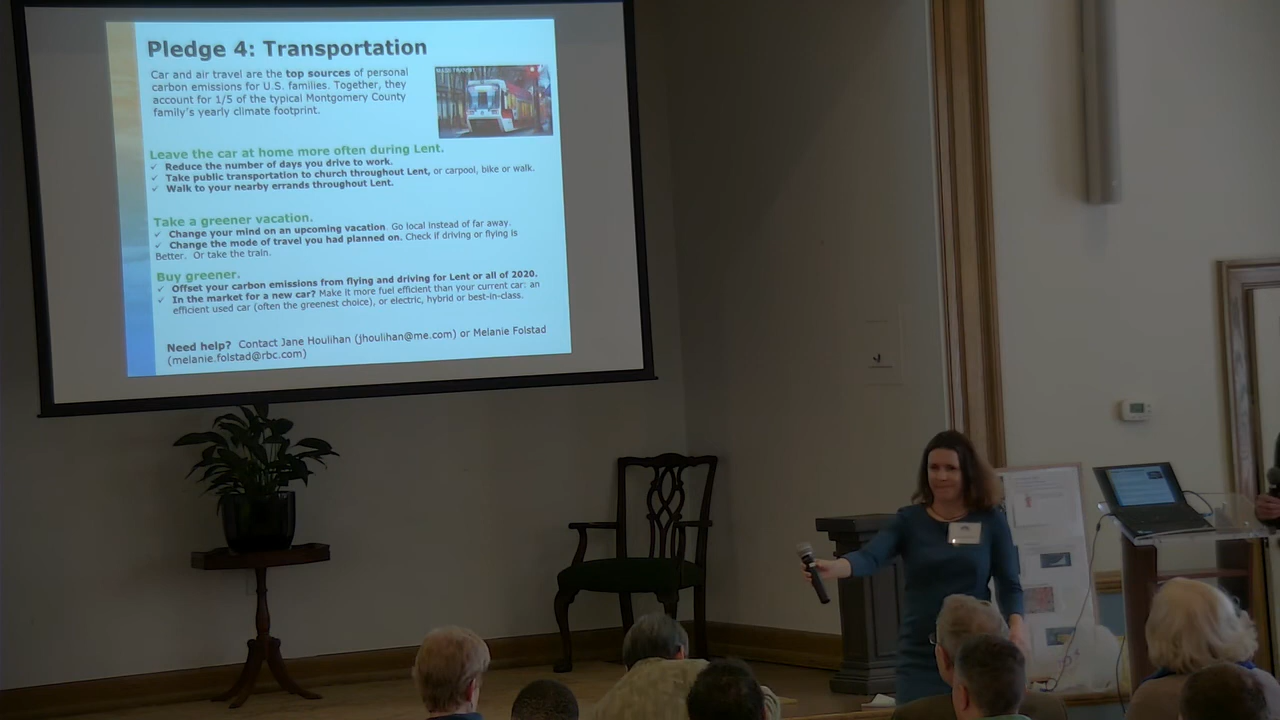 Pledge 4: Transportation
Car and air travel are the top sources of personal
carbon emissions for U.S. families. Together, they
account for 1/5 of the typical Montgomery County
family's yearly climate footprint.
Leave the car at home more often during Lent.
✓ Reduce the number of days you drive to work.
✓ Take public transportation to church throughout Lent, or carpool, bike or walk.
✓ Walk to your nearby errands throughout Lent.
Take a greener vacation.
✓ Change your mind on an upcoming vacation. Go local instead of far away.
✓ Change the mode of travel you had planned on. Check if driving or flying is
Better. Or take the train.
Buy greener.
✓ Offset your carbon emissions from flying and driving for Lent or all of 2020.
✓ In the market for a new car? Make it more fuel efficient than your current car: an
efficient used car (often the greenest choice), or electric, hybrid or best-in-class.
Need help? Contact Jane Houlihan (jhoulihan@me.com) or Melanie Folstad
(melanie.folstad@rbc.com)